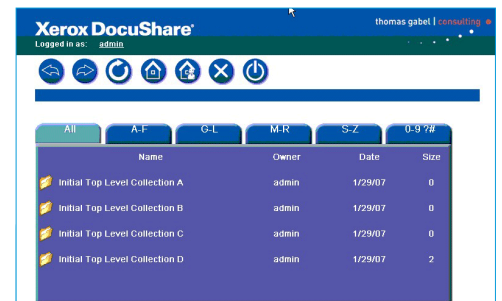 Xerox DocuShare®
thomas gabel | consulting
Logged in as: admin
All A-F G-L M-R S-Z 0-9 ?#
Name Owner Date Size
Initial Top Level Collection A admin 1/29/07 0
Initial Top Level Collection B admin 1/29/07 0
Initial Top Level Collection C admin 1/29/07 0
Initial Top Level Collection D admin 1/29/07 2